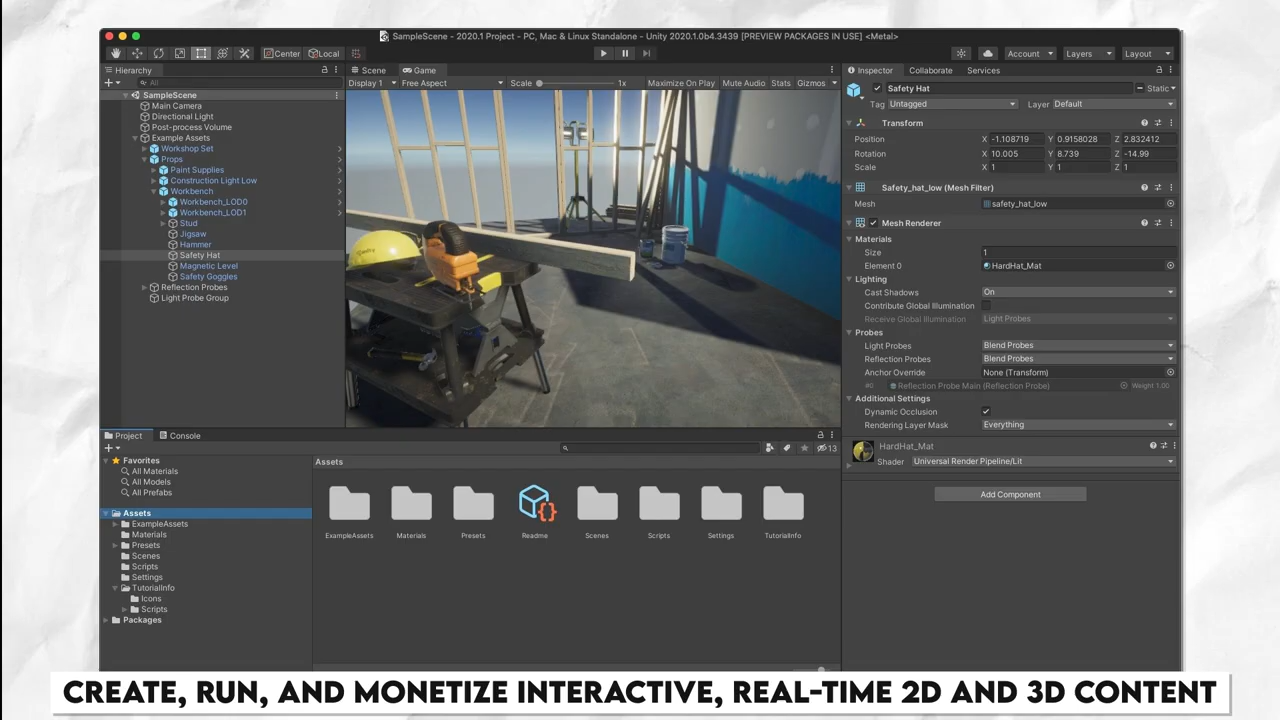 SampleScene - 2020.1 Project - PC, Mac & Linux Standalone - Unity 2020.1.0b4.3439 [PREVIEW PACKAGES IN USE] <Metal>
Center Local
Account Layers Layout
Hierarchy
All
SampleScene
Main Camera
Directional Light
Post-process Volume
Example Assets
Workshop Set
Props
Paint Supplies
Construction Light Low
Workbench
Workbench_LOD0
Workbench_LOD1
Stud
Jigsaw
Hammer
Safety Hat
Magnetic Level
Safety Goggles
Reflection Probes
Light Probe Group
Scene Game
Display 1 Free Aspect Scale 1x Maximize On Play Mute Audio Stats Gizmos
Inspector Collaborate Services
Safety Hat Static
Tag Untagged Layer Default
Transform
Position X -1.108719 Y 0.9158028 Z 2.832412
Rotation X 10.005 Y 8.739 Z -14.99
Scale X 1 Y 1 Z 1
Safety_hat_low (Mesh Filter)
Mesh safety_hat_low
Mesh Renderer
Materials
Size 1
Element 0 HardHat_Mat
Lighting
Cast Shadows On
Contribute Global Illumination
Receive Global Illumination Light Probes
Probes
Light Probes Blend Probes
Reflection Probes Blend Probes
Anchor Override None (Transform)
#0 Reflection Probe Main (Reflection Probe) Weight 1.00
Additional Settings
Dynamic Occlusion
Rendering Layer Mask Everything
HardHat_Mat
Shader Universal Render Pipeline/Lit
Add Component
Project Console
13
Favorites
All Materials
All Models
All Prefabs
Assets
ExampleAssets
Materials
Presets
Scenes
Scripts
Settings
TutorialInfo
Icons
Scripts
Packages
Assets
ExampleAssets Materials Presets Readme Scenes Scripts Settings TutorialInfo
CREATE, RUN, AND MONETIZE INTERACTIVE, REAL-TIME 2D AND 3D CONTENT